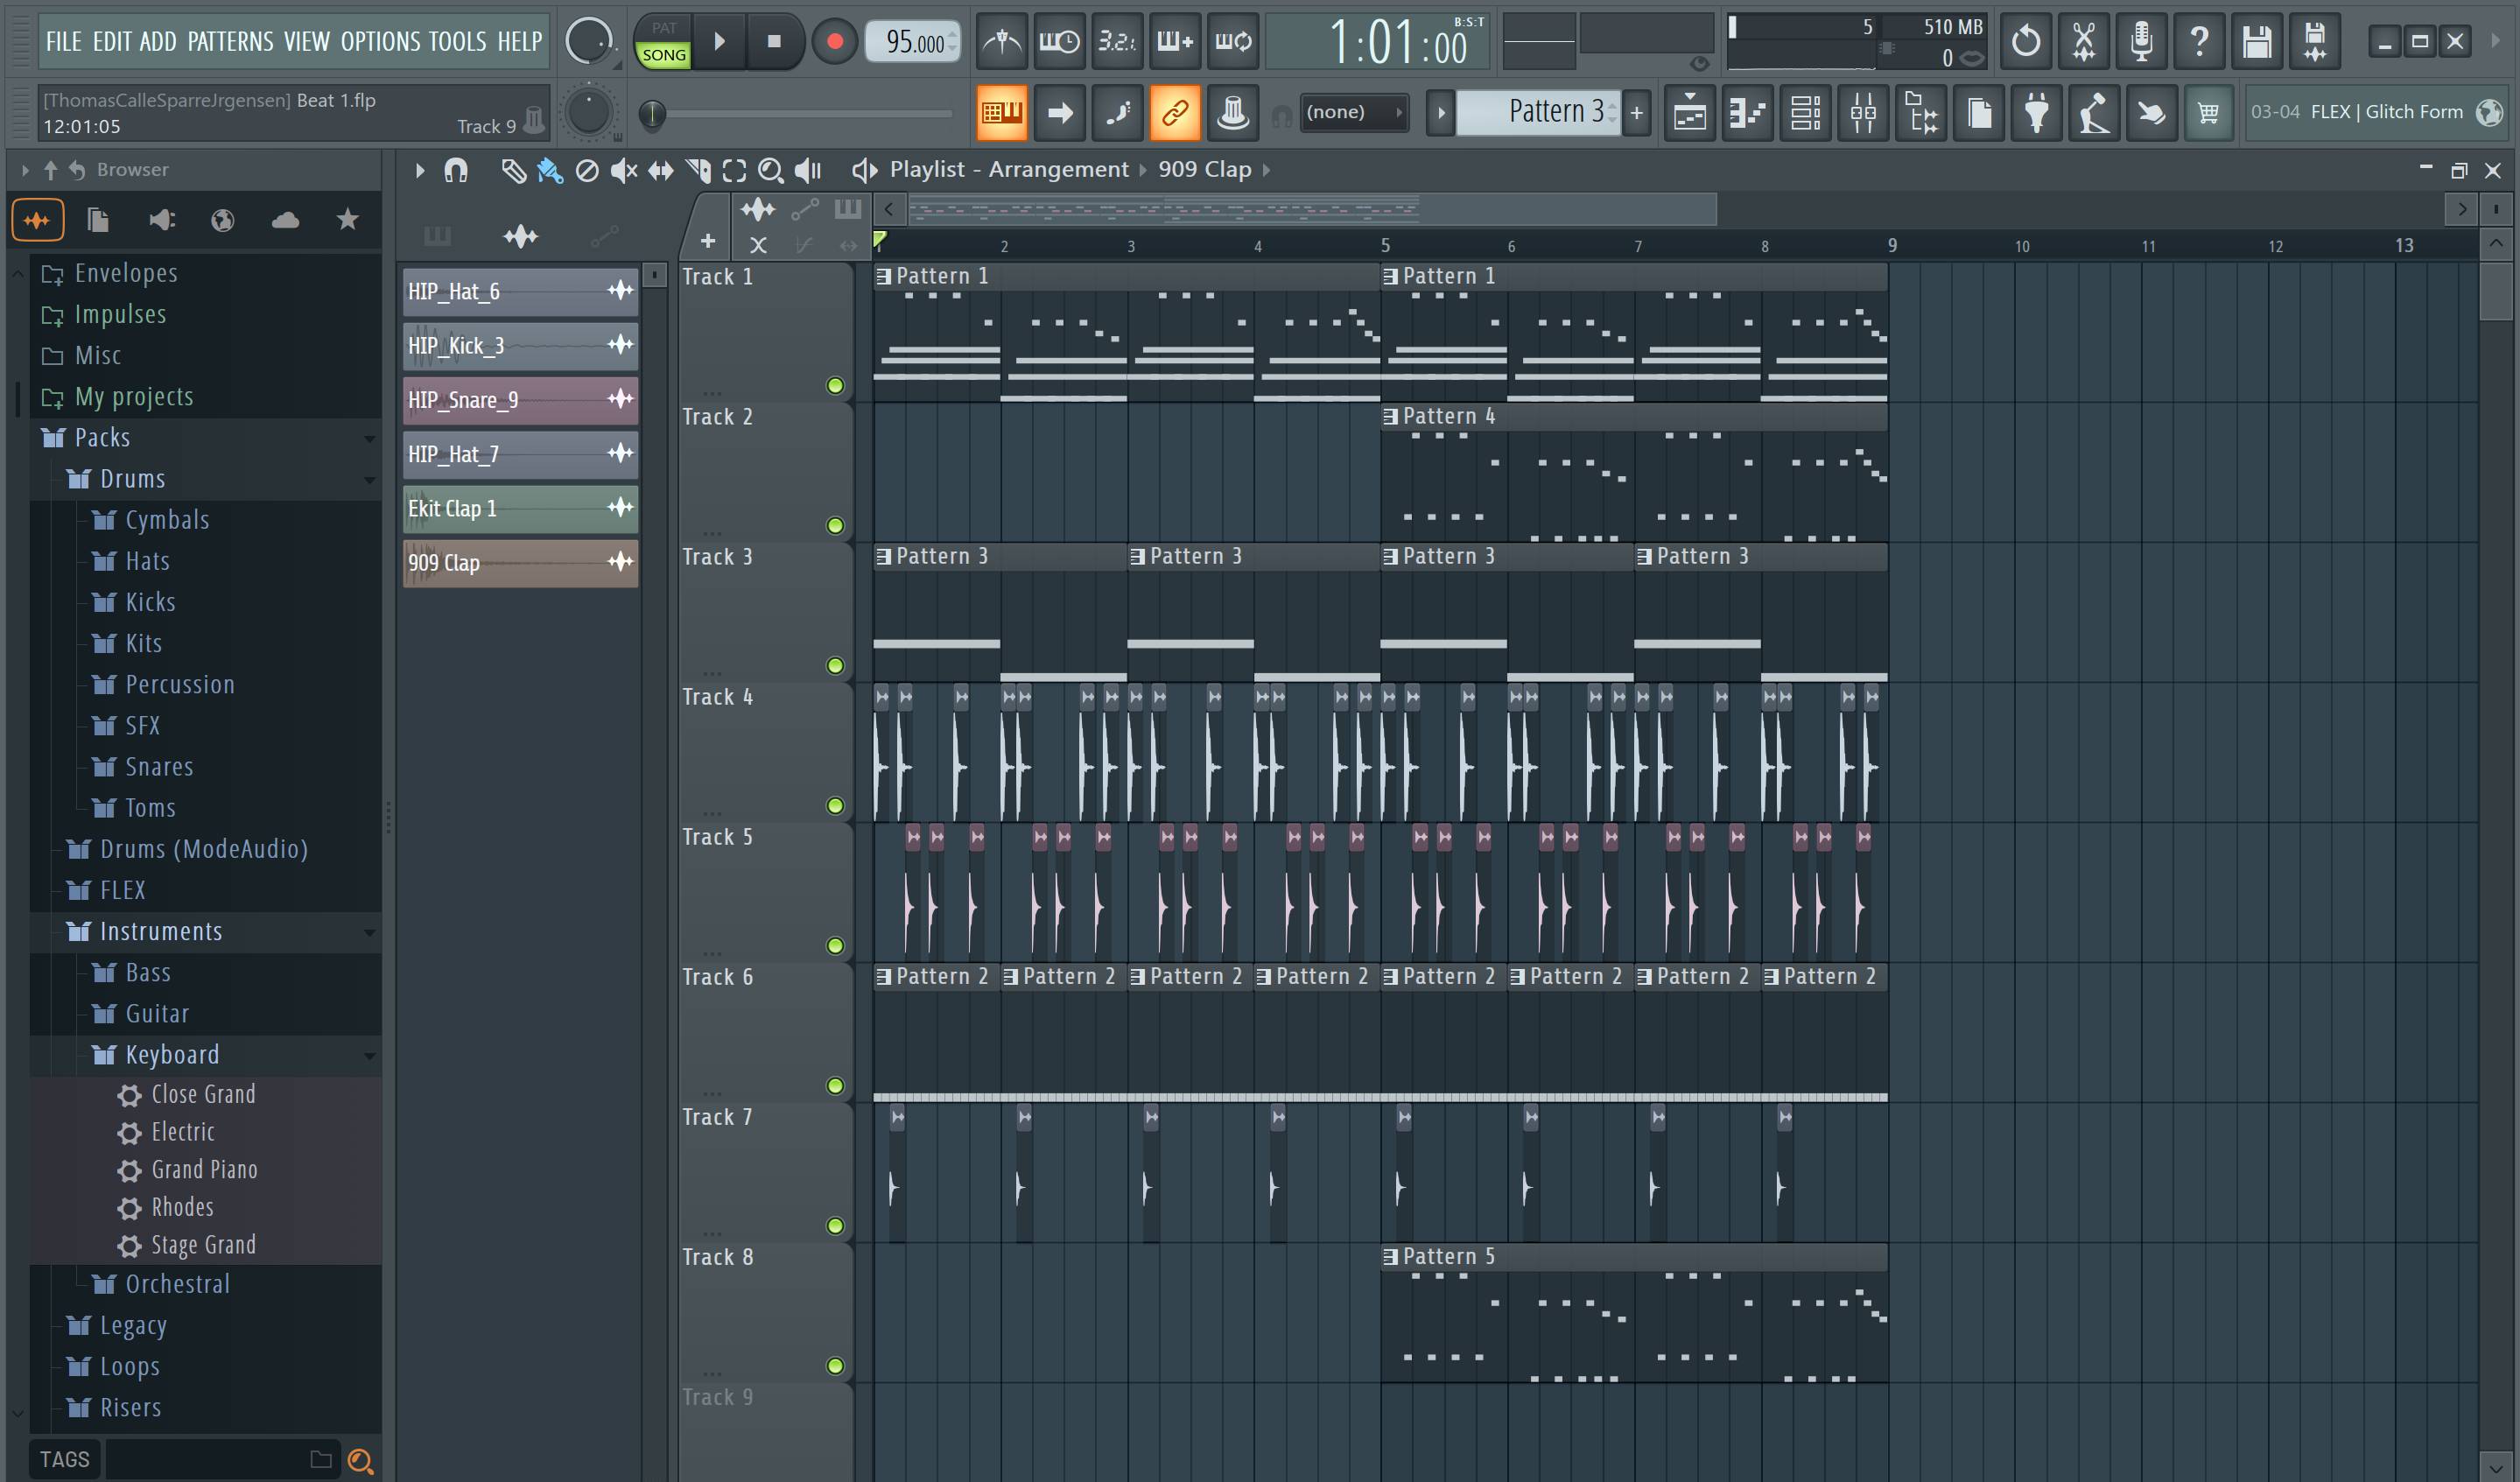 FILE EDIT ADD PATTERNS VIEW OPTIONS TOOLS HELP
PAT
SONG
95.000
3.2.
1:01:00
B:S:T
5
510 MB
0
[ThomasCalleSparreJrgensen] Beat 1.flp
12:01:05
Track 9
(none)
Pattern 3
03-04 FLEX | Glitch Form
Browser
Playlist - Arrangement
909 Clap
Envelopes
Impulses
Misc
My projects
Packs
Drums
Cymbals
Hats
Kicks
Kits
Percussion
SFX
Snares
Toms
Drums (ModeAudio)
FLEX
Instruments
Bass
Guitar
Keyboard
Close Grand
Electric
Grand Piano
Rhodes
Stage Grand
Orchestral
Legacy
Loops
Risers
TAGS
HIP_Hat_6
HIP_Kick_3
HIP_Snare_9
HIP_Hat_7
Ekit Clap 1
909 Clap
2 3 4 5 6 7 8 9 10 11 12 13
Track 1
Pattern 1 Pattern 1
Track 2
Pattern 4
Track 3
Pattern 3 Pattern 3 Pattern 3 Pattern 3
Track 4
Track 5
Track 6
Pattern 2 Pattern 2 Pattern 2 Pattern 2 Pattern 2 Pattern 2 Pattern 2 Pattern 2
Track 7
Track 8
Pattern 5
Track 9